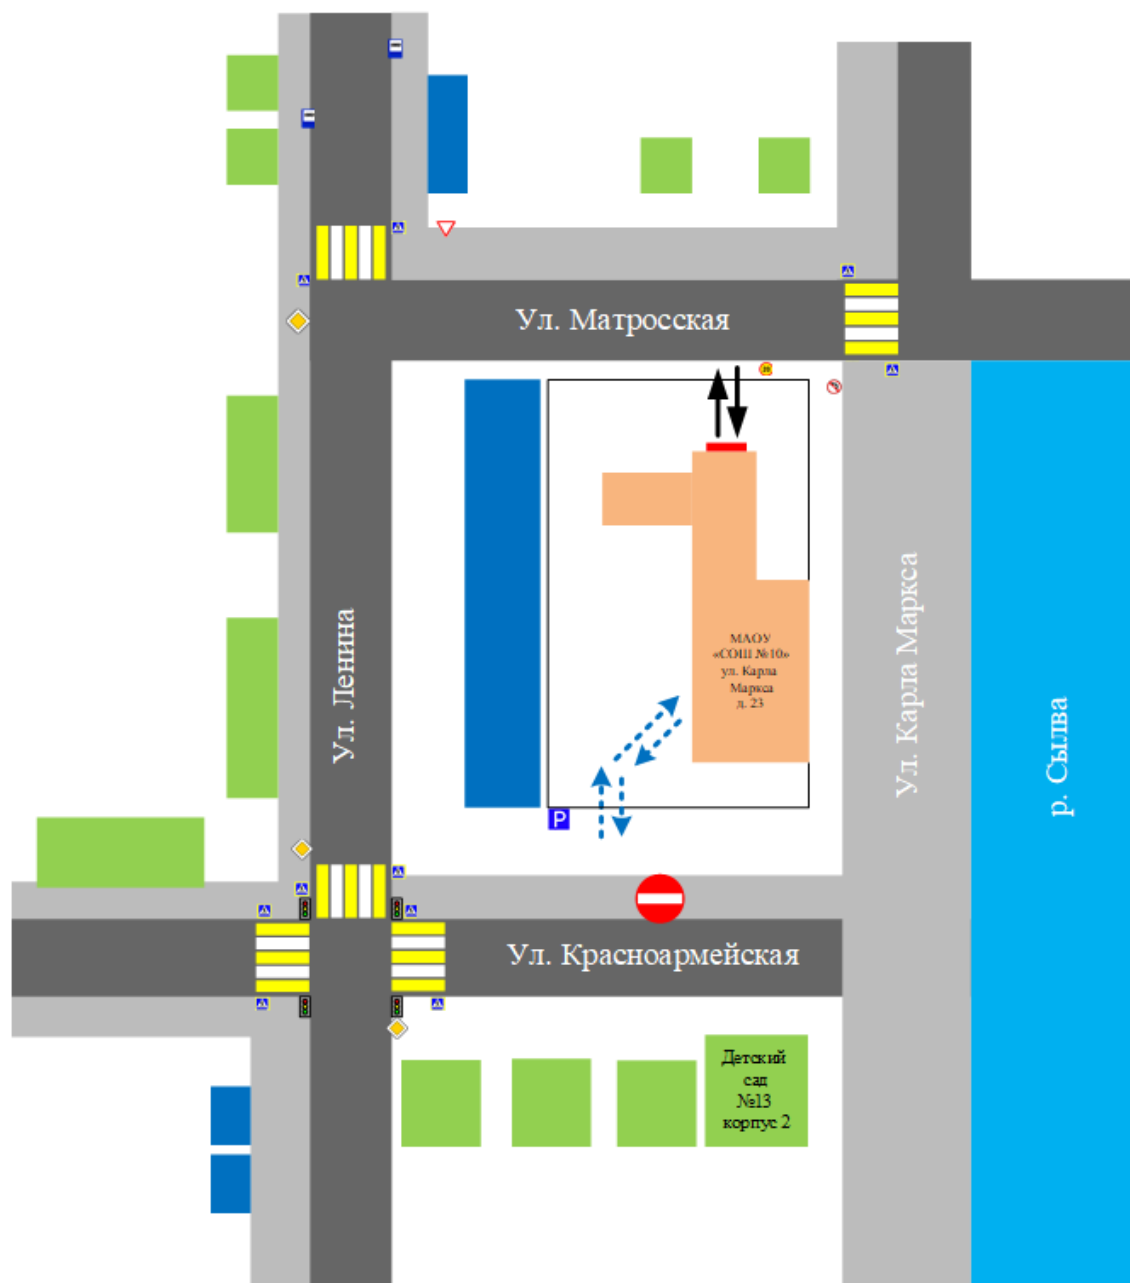 Ул. Матросская
Ул. Ленина
МАОУ
«СОШ №10»
ул. Карла
Маркса
д. 23
Ул. Карла Маркса
р. Сылва
P
Ул. Красноармейская
Детский
сад
№13
корпус 2